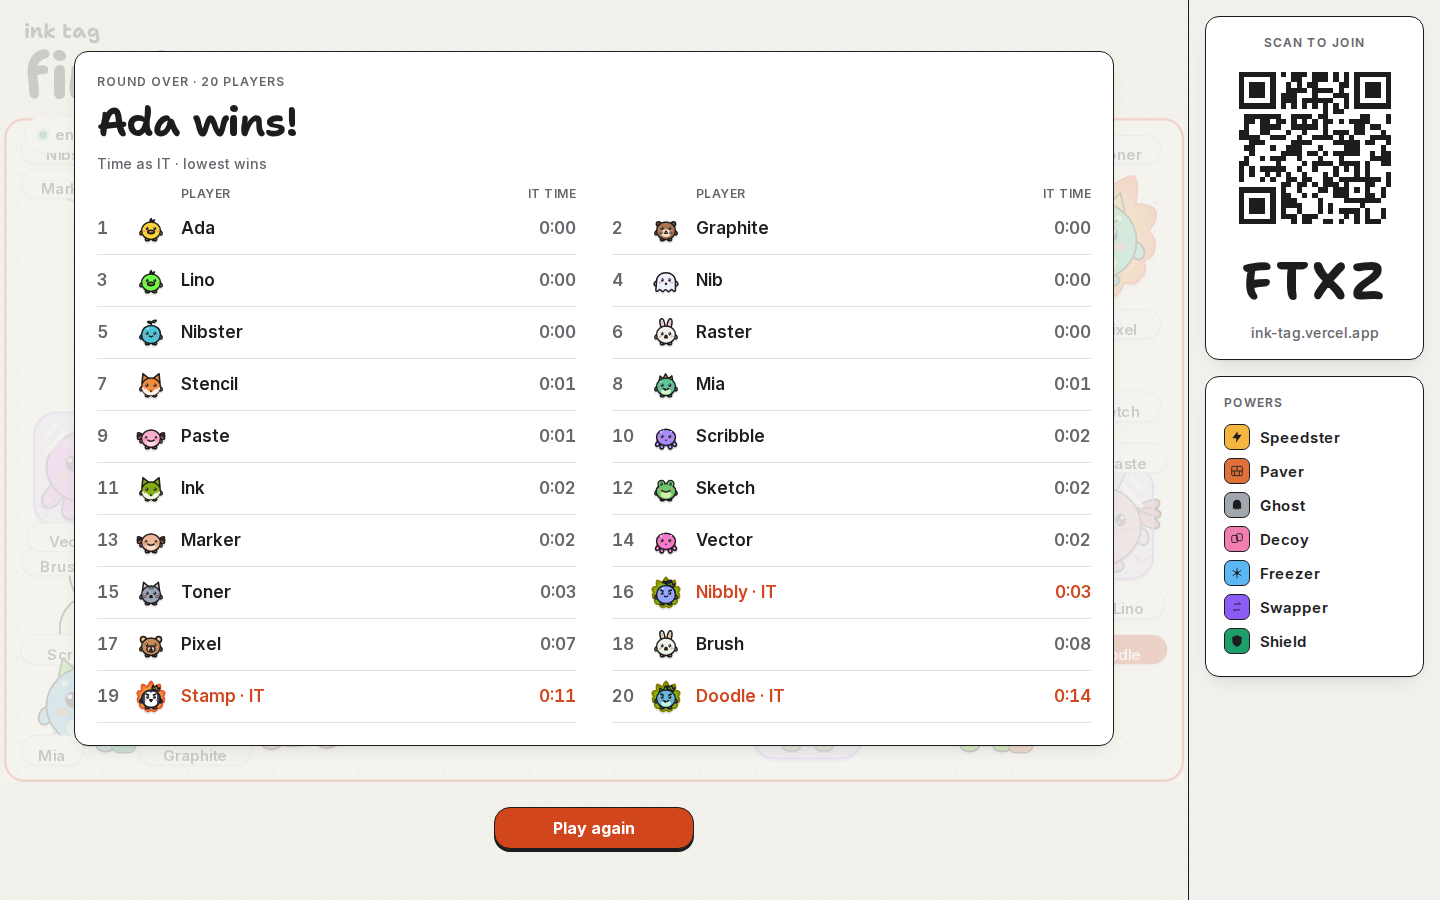 ink tag
ROUND OVER · 20 PLAYERS
Ada wins!
Time as IT · lowest wins
PLAYER IT TIME PLAYER IT TIME
1 Ada 0:00 2 Graphite 0:00
3 Lino 0:00 4 Nib 0:00
5 Nibster 0:00 6 Raster 0:00
7 Stencil 0:01 8 Mia 0:01
9 Paste 0:01 10 Scribble 0:02
11 Ink 0:02 12 Sketch 0:02
13 Marker 0:02 14 Vector 0:02
15 Toner 0:03 16 Nibbly · IT 0:03
17 Pixel 0:07 18 Brush 0:08
19 Stamp · IT 0:11 20 Doodle · IT 0:14
Mia
Graphite
Lino
Play again
SCAN TO JOIN
FTXZ
ink-tag.vercel.app
POWERS
Speedster
Paver
Ghost
Decoy
Freezer
Swapper
Shield